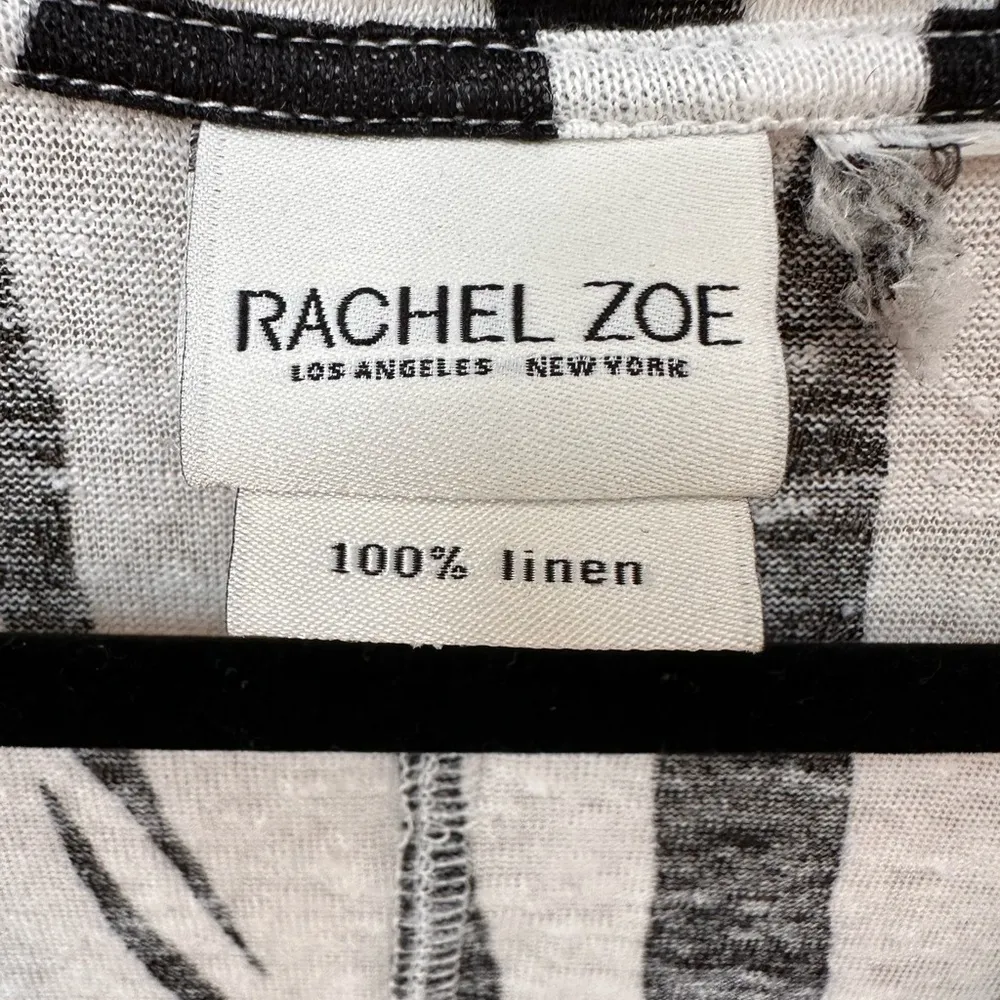 RACHEL ZOE
LOS ANGELES NEW YORK
100% linen